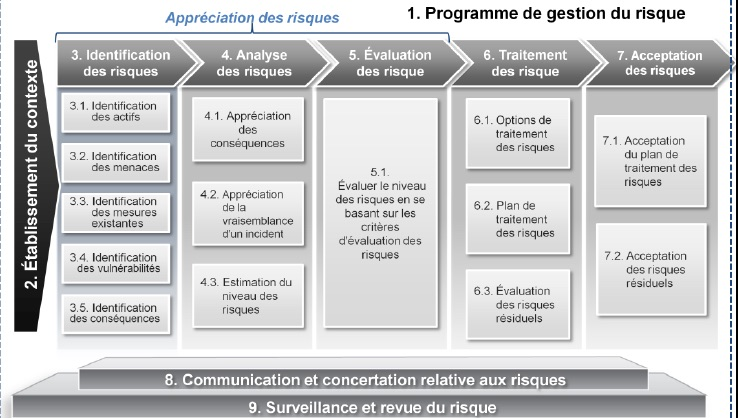 Appréciation des risques
1. Programme de gestion du risque
2. Établissement du contexte
3. Identification
des risques
4. Analyse
des risques
5. Évaluation
des risque
6. Traitement
des risque
7. Acceptation
des risques
3.1. Identification
des actifs
3.2. Identification
des menaces
3.3.
Identification
des mesures
existantes
3.4. Identification
des vulnérabilités
3.5. Identification
des conséquences
4.1. Appréciation
des
conséquences
4.2. Appréciation
de la
vraisemblance
d'un incident
4.3. Estimation du
niveau des
risques
5.1.
Évaluer le niveau
des risques en se
basant sur les
critères
d'évaluation des
risques
6.1. Options de
traitement
des risques
6.2. Plan de
traitement
des risques
6.3. Évaluation
des risques
résiduels
7.1. Acceptation
du plan de
traitement des
risques
7.2. Acceptation
des risques
résiduels
8. Communication et concertation relative aux risques
9. Surveillance et revue du risque